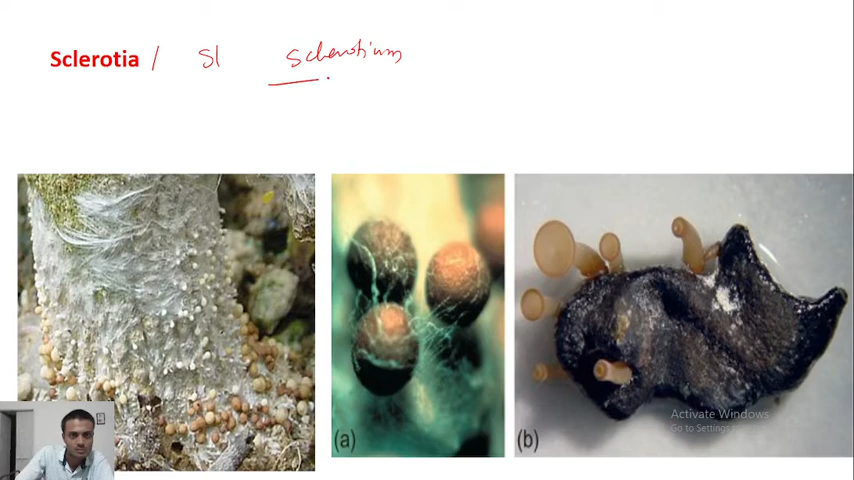 Sclerotia / Sl Sclerotium
(a)
(b)
Activate Windows
Go to Settings